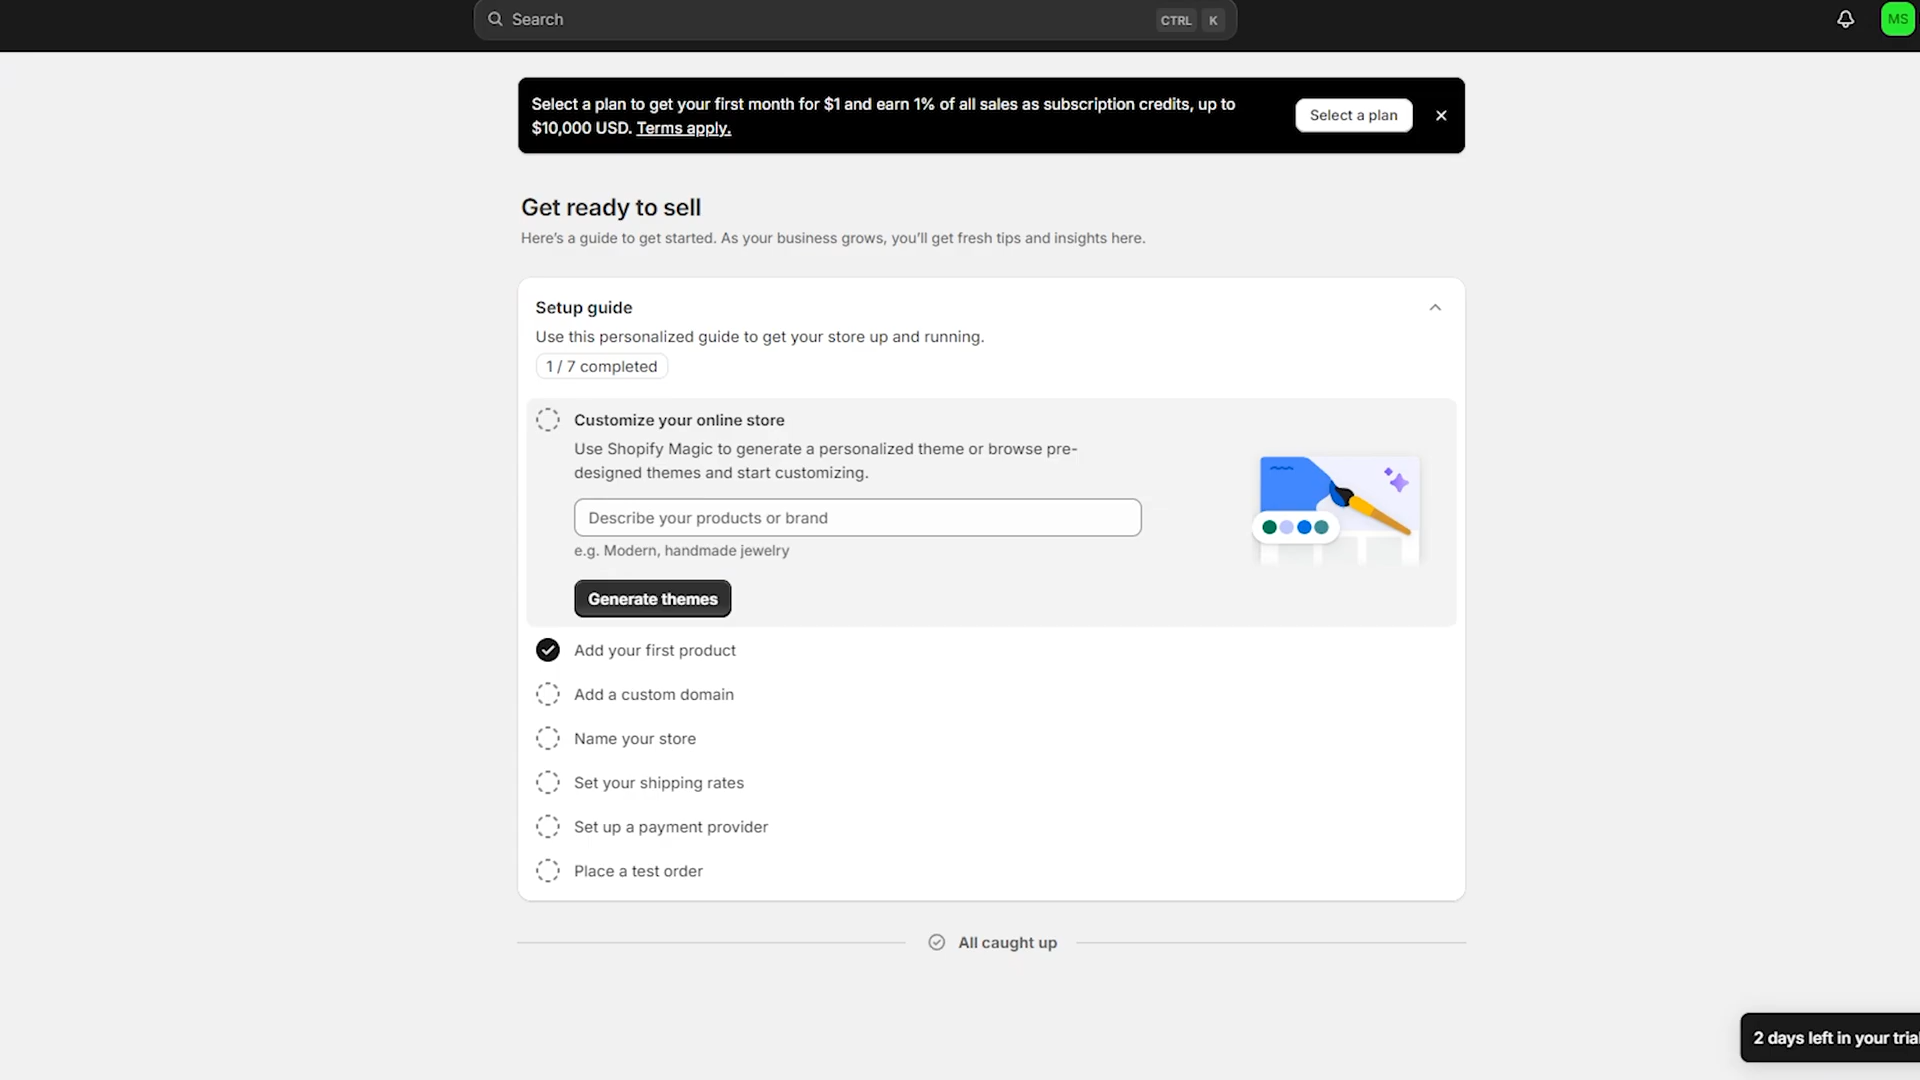 Search
CTRL K
MS
Select a plan to get your first month for $1 and earn 1% of all sales as subscription credits, up to
$10,000 USD. Terms apply.
Select a plan
Get ready to sell
Here's a guide to get started. As your business grows, you'll get fresh tips and insights here.
Setup guide
Use this personalized guide to get your store up and running.
1 / 7 completed
Customize your online store
Use Shopify Magic to generate a personalized theme or browse pre-
designed themes and start customizing.
Describe your products or brand
e.g. Modern, handmade jewelry
Generate themes
Add your first product
Add a custom domain
Name your store
Set your shipping rates
Set up a payment provider
Place a test order
All caught up
2 days left in your trial